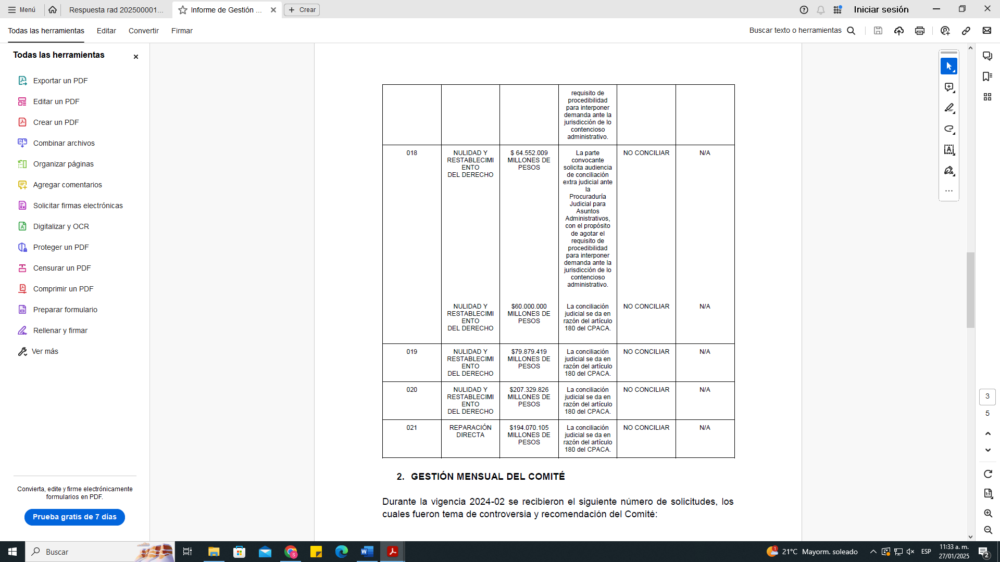 Menú
Respuesta rad 202500001...
Informe de Gestión ...
Crear
Iniciar sesión
Todas las herramientas
Editar
Convertir
Firmar
Buscar texto o herramientas
Todas las herramientas
Exportar un PDF
Editar un PDF
Crear un PDF
Combinar archivos
Organizar páginas
Agregar comentarios
Solicitar firmas electrónicas
Digitalizar y OCR
Proteger un PDF
Censurar un PDF
Comprimir un PDF
Preparar formulario
Rellenar y firmar
Ver más
Convierta, edite y firme electrónicamente
formularios en PDF.
Prueba gratis de 7 días
requisito de
procedibilidad
para interponer
demanda ante la
jurisdicción de lo
contencioso
administrativo.
018
NULIDAD Y
RESTABLECIMI
ENTO
DEL DERECHO
$ 64.552.009
MILLONES DE
PESOS
La parte
convocante
solicita audiencia
de conciliación
extra judicial ante
la
Procuraduría
Judicial para
Asuntos
Administrativos,
con el propósito
de agotar el
requisito de
procedibilidad
para interponer
demanda ante la
jurisdicción de lo
contencioso
administrativo.
NO CONCILIAR
N/A
NULIDAD Y
RESTABLECIMI
ENTO
DEL DERECHO
$60.000.000
MILLONES DE
PESOS
La conciliación
judicial se da en
razón del artículo
180 del CPACA.
NO CONCILIAR
N/A
019
NULIDAD Y
RESTABLECIMI
ENTO
DEL DERECHO
$79.879.419
MILLONES DE
PESOS
La conciliación
judicial se da en
razón del artículo
180 del CPACA.
NO CONCILIAR
N/A
020
NULIDAD Y
RESTABLECIMI
ENTO
DEL DERECHO
$207.329.826
MILLONES DE
PESOS
La conciliación
judicial se da en
razón del artículo
180 del CPACA.
NO CONCILIAR
N/A
021
REPARACIÓN
DIRECTA
$194.070.105
MILLONES DE
PESOS
La conciliación
judicial se da en
razón del artículo
180 del CPACA.
NO CONCILIAR
N/A
2. GESTIÓN MENSUAL DEL COMITÉ
Durante la vigencia 2024-02 se recibieron el siguiente número de solicitudes, los
cuales fueron tema de controversia y recomendación del Comité:
3
5
Buscar
21°C Mayorm. soleado
ESP
11:33 a. m.
27/01/2025
2